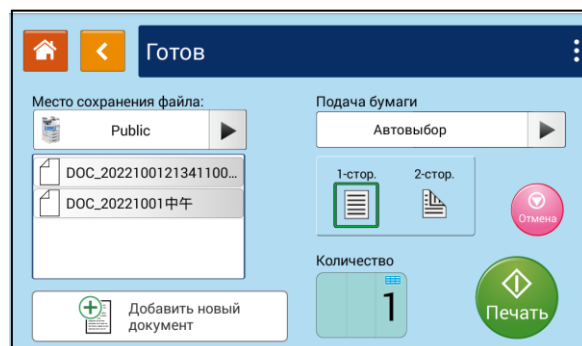 Готов
Место сохранения файла:
Public
DOC_2022100121341100...
DOC_20221001中午
Добавить новый
документ
Подача бумаги
Автовыбор
1-стор. 2-стор.
Отмена
Количество
1
Печать